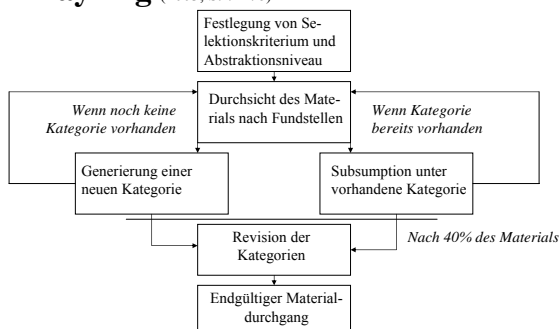 Festlegung von Se-
lektionskriterium und
Abstraktionsniveau
Wenn noch keine
Kategorie vorhanden
Durchsicht des Mate-
rials nach Fundstellen
Wenn Kategorie
bereits vorhanden
Generierung einer
neuen Kategorie
Subsumption unter
vorhandene Kategorie
Revision der
Kategorien
Nach 40% des Materials
Endgültiger Material-
durchgang